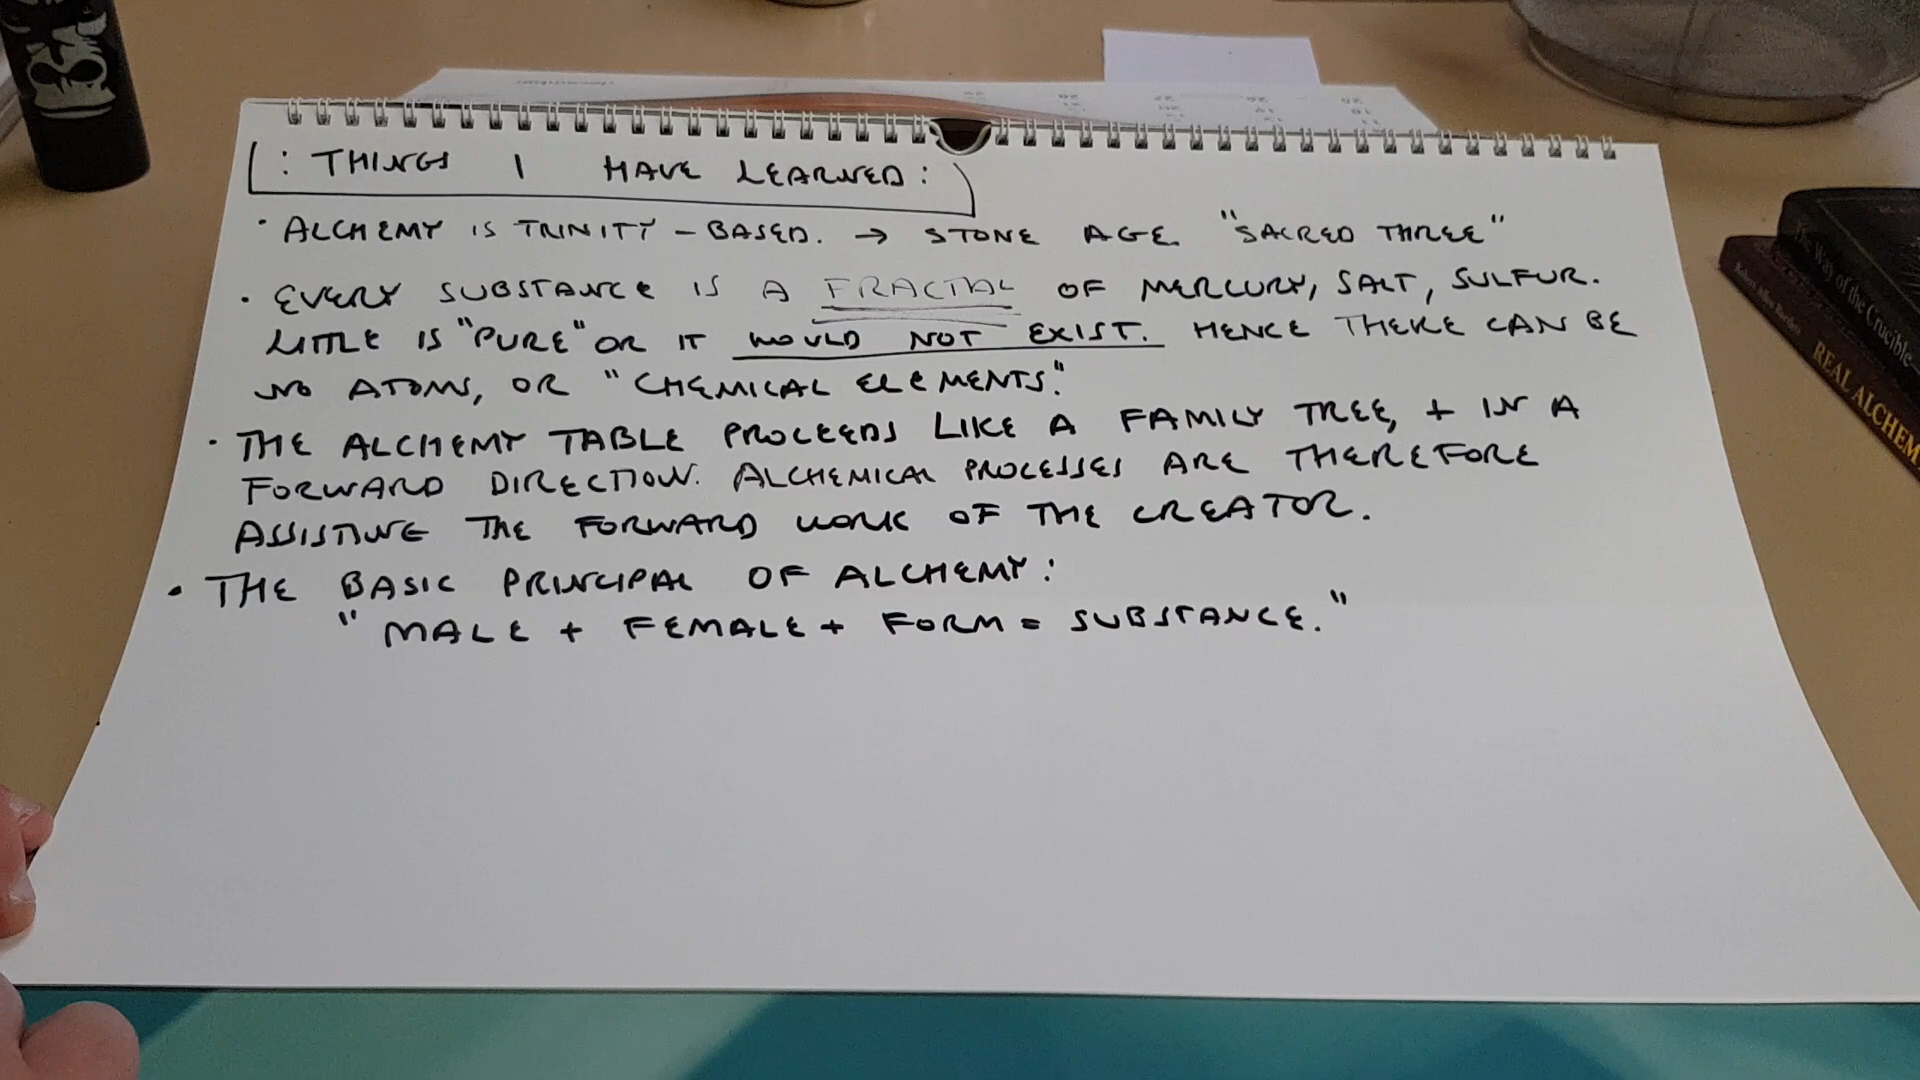 : THINGS I HAVE LEARNED :
· ALCHEMY IS TRINITY - BASED. → STONE AGE "SACRED THREE"
· EVERY SUBSTANCE IS A FRACTAL OF MERCURY, SALT, SULFUR.
LITTLE IS "PURE" OR IT WOULD NOT EXIST. HENCE THERE CAN BE
NO ATOMS, OR "CHEMICAL ELEMENTS."
· THE ALCHEMY TABLE PROCEEDS LIKE A FAMILY TREE, + IN A
FORWARD DIRECTION. ALCHEMICAL PROCESSES ARE THEREFORE
ASSISTING THE FORWARD WORK OF THE CREATOR.
· THE BASIC PRINCIPAL OF ALCHEMY:
"MALE + FEMALE + FORM = SUBSTANCE."
The Way of the Crucible
Robert Allen Bartlett
REAL ALCHEM